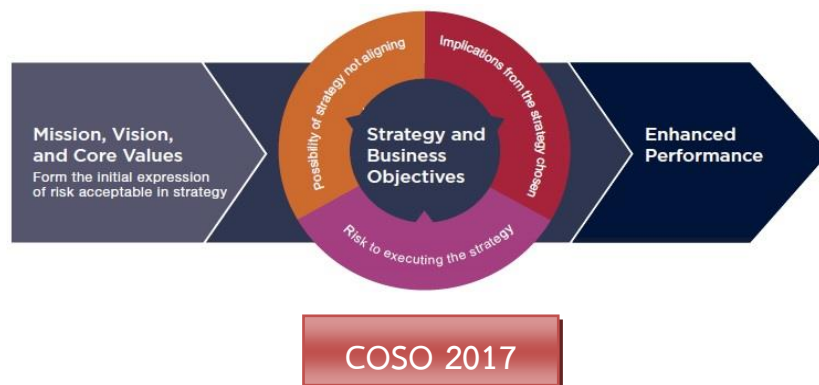 Mission, Vision,
and Core Values
Form the initial expression
of risk acceptable in strategy
Possibility of strategy not aligning
Implications from the strategy chosen
Strategy and
Business
Objectives
Risk to executing the strategy
Enhanced
Performance
COSO 2017